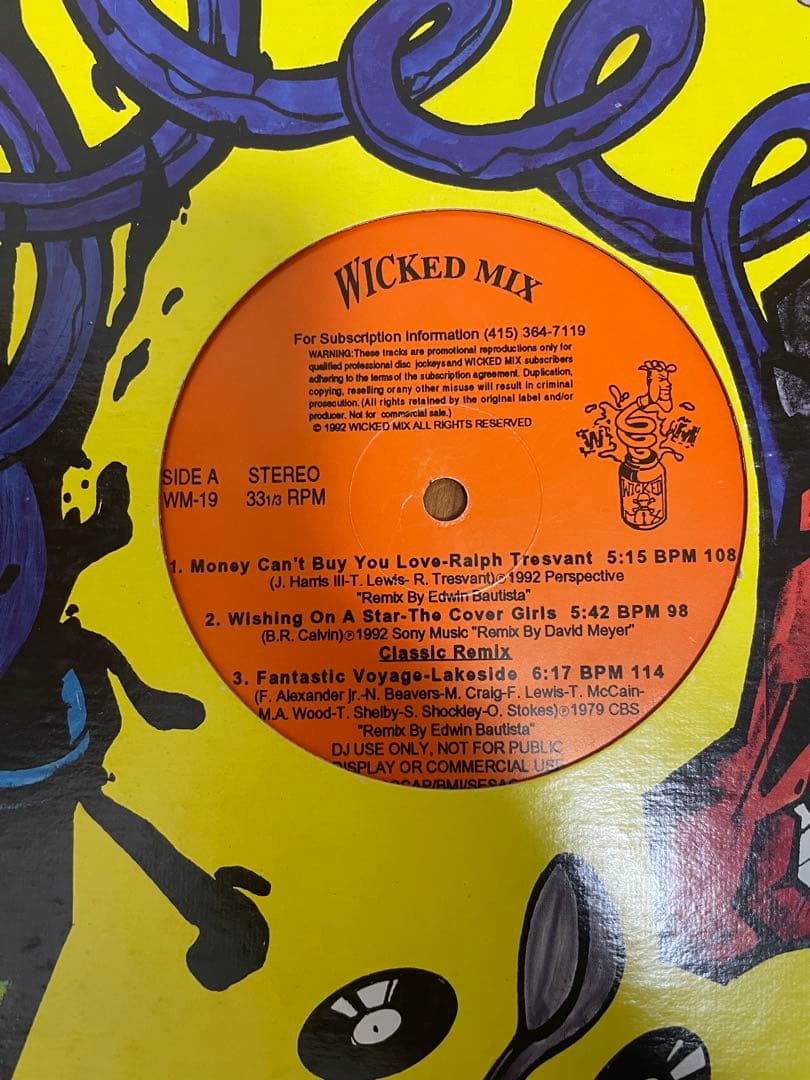 WICKED MIX
For Subscription Information (415) 364-7119
WARNING:These tracks are promotional reproductions only for
qualified professional disc jockeys and WICKED MIX subscribers
adhering to the terms of the subscription agreement. Duplication,
copying, reselling or any other misuse will result in criminal
prosecution. (All rights retained by the original label and/or
producer. Not for commercial sale.)
© 1992 WICKED MIX ALL RIGHTS RESERVED
SIDE A STEREO
WM-19 33 1/3 RPM
WICKED
1. Money Can't Buy You Love-Ralph Tresvant 5:15 BPM 108
(J. Harris III-T. Lewis- R. Tresvant)℗1992 Perspective
"Remix By Edwin Bautista"
2. Wishing On A Star-The Cover Girls 5:42 BPM 98
(B.R. Calvin)℗1992 Sony Music "Remix By David Meyer"
Classic Remix
3. Fantastic Voyage-Lakeside 6:17 BPM 114
(F. Alexander jr.-N. Beavers-M. Craig-F. Lewis-T. McCain-
M.A. Wood-T. Shelby-S. Shockley-O. Stokes)℗1979 CBS
"Remix By Edwin Bautista"
DJ USE ONLY, NOT FOR PUBLIC
DISPLAY OR COMMERCIAL USE
ASCAP/BMI/SESAC